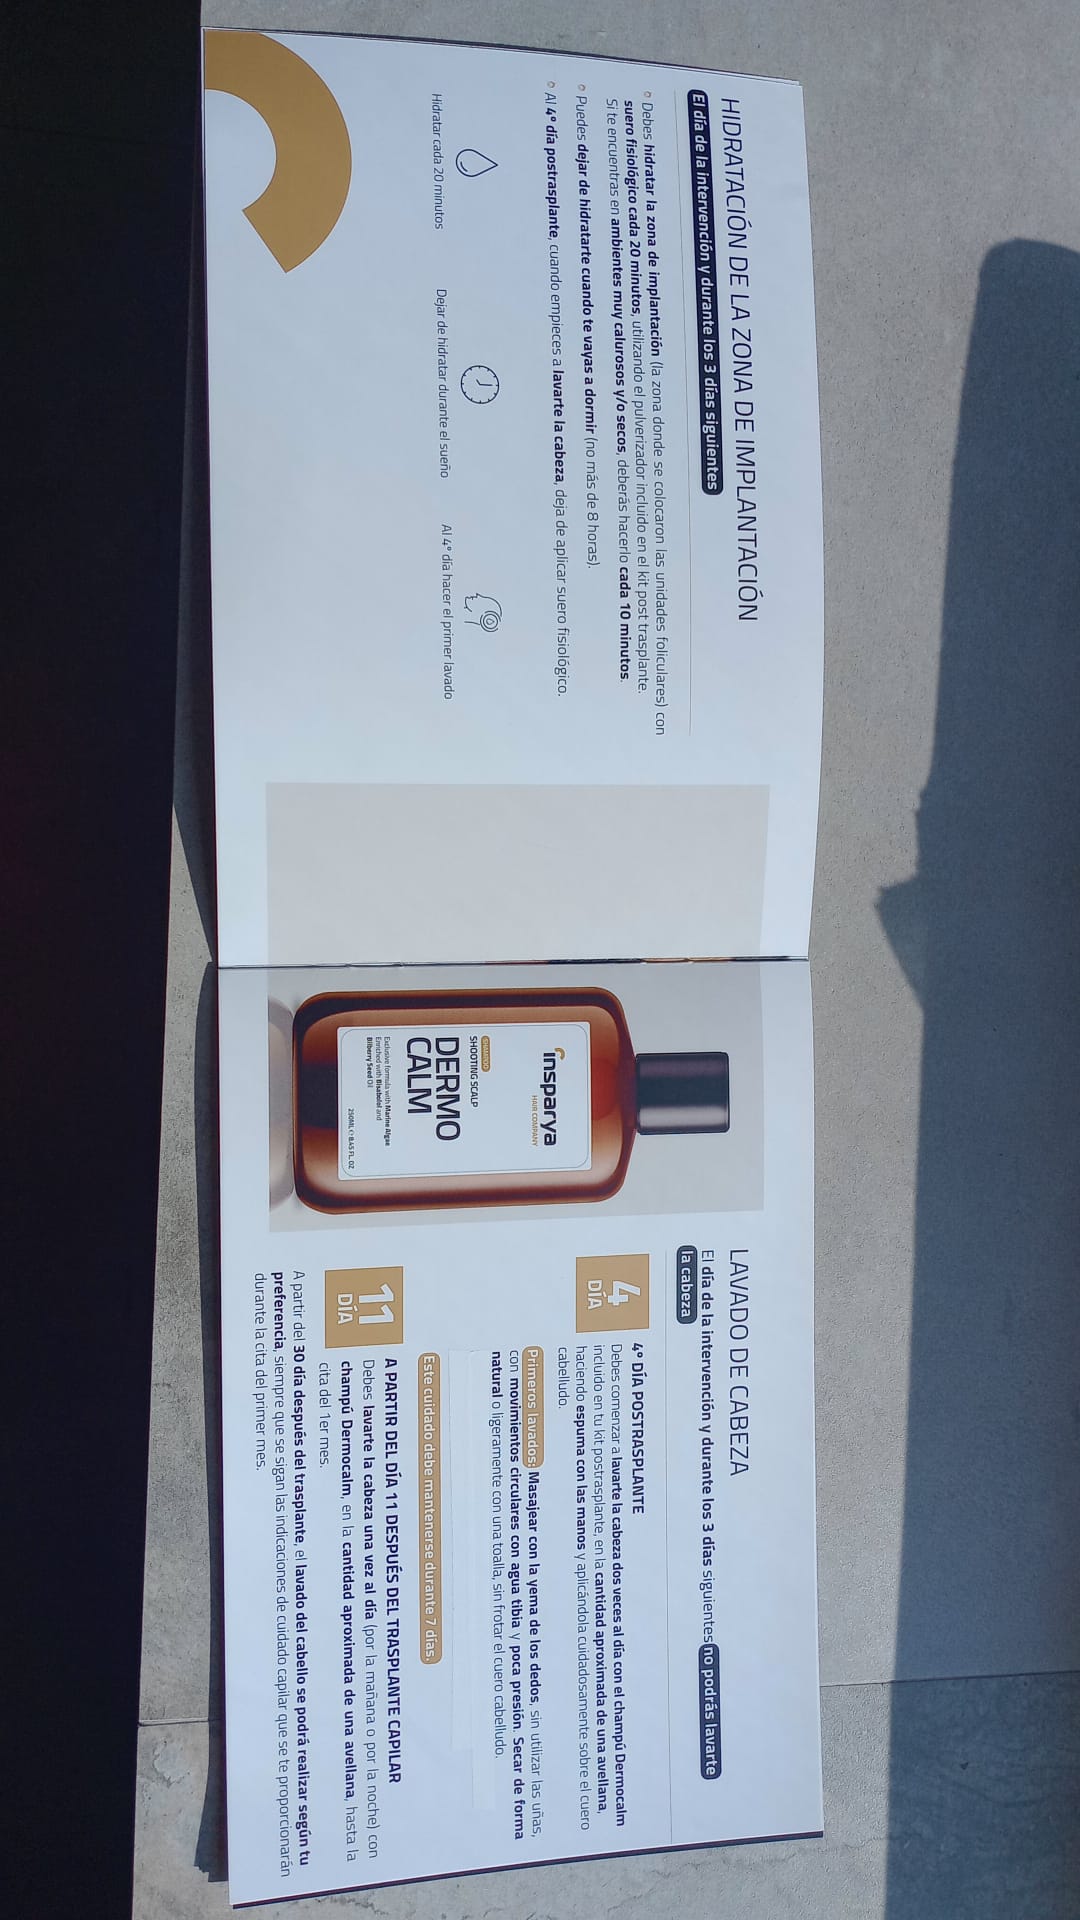 HIDRATACIÓN DE LA ZONA DE IMPLANTACIÓN
El día de la intervención y durante los 3 días siguientes
Debes hidratar la zona de implantación (la zona donde se colocaron las unidades foliculares) con
suero fisiológico cada 20 minutos, utilizando el pulverizador incluido en el kit post trasplante.
Si te encuentras en ambientes muy calurosos y/o secos, deberás hacerlo cada 10 minutos.
Puedes dejar de hidratarte cuando te vayas a dormir (no más de 8 horas).
Al 4º día postrasplante, cuando empieces a lavarte la cabeza, deja de aplicar suero fisiológico.
Hidratar cada 20 minutos
Dejar de hidratar durante el sueño
Al 4º día hacer el primer lavado
insparya
HAIR COMPANY
SHAMPOO
SHOOTING SCALP
DERMO
CALM
Exclusive formula with Marine Algae
Enriched with Bisabolol and
Bilberry Seed Oil
250ML ℮ 8.45 FL. OZ
LAVADO DE CABEZA
El día de la intervención y durante los 3 días siguientes no podrás lavarte
la cabeza
4
DÍA
4º DÍA POSTRASPLANTE
Debes comenzar a lavarte la cabeza dos veces al día con el champú Dermocalm
incluido en tu kit postrasplante, en la cantidad aproximada de una avellana,
haciendo espuma con las manos y aplicándola cuidadosamente sobre el cuero
cabelludo.
Primeros lavados: Masajear con la yema de los dedos, sin utilizar las uñas,
con movimientos circulares con agua tibia y poca presión. Secar de forma
natural o ligeramente con una toalla, sin frotar el cuero cabelludo.
Este cuidado debe mantenerse durante 7 días.
11
DÍA
A PARTIR DEL DÍA 11 DESPUÉS DEL TRASPLANTE CAPILAR
Debes lavarte la cabeza una vez al día (por la mañana o por la noche) con
champú Dermocalm, en la cantidad aproximada de una avellana, hasta la
cita del 1er mes.
A partir del 30 día después del trasplante, el lavado del cabello se podrá realizar según tu
preferencia, siempre que se sigan las indicaciones de cuidado capilar que se te proporcionarán
durante la cita del primer mes.